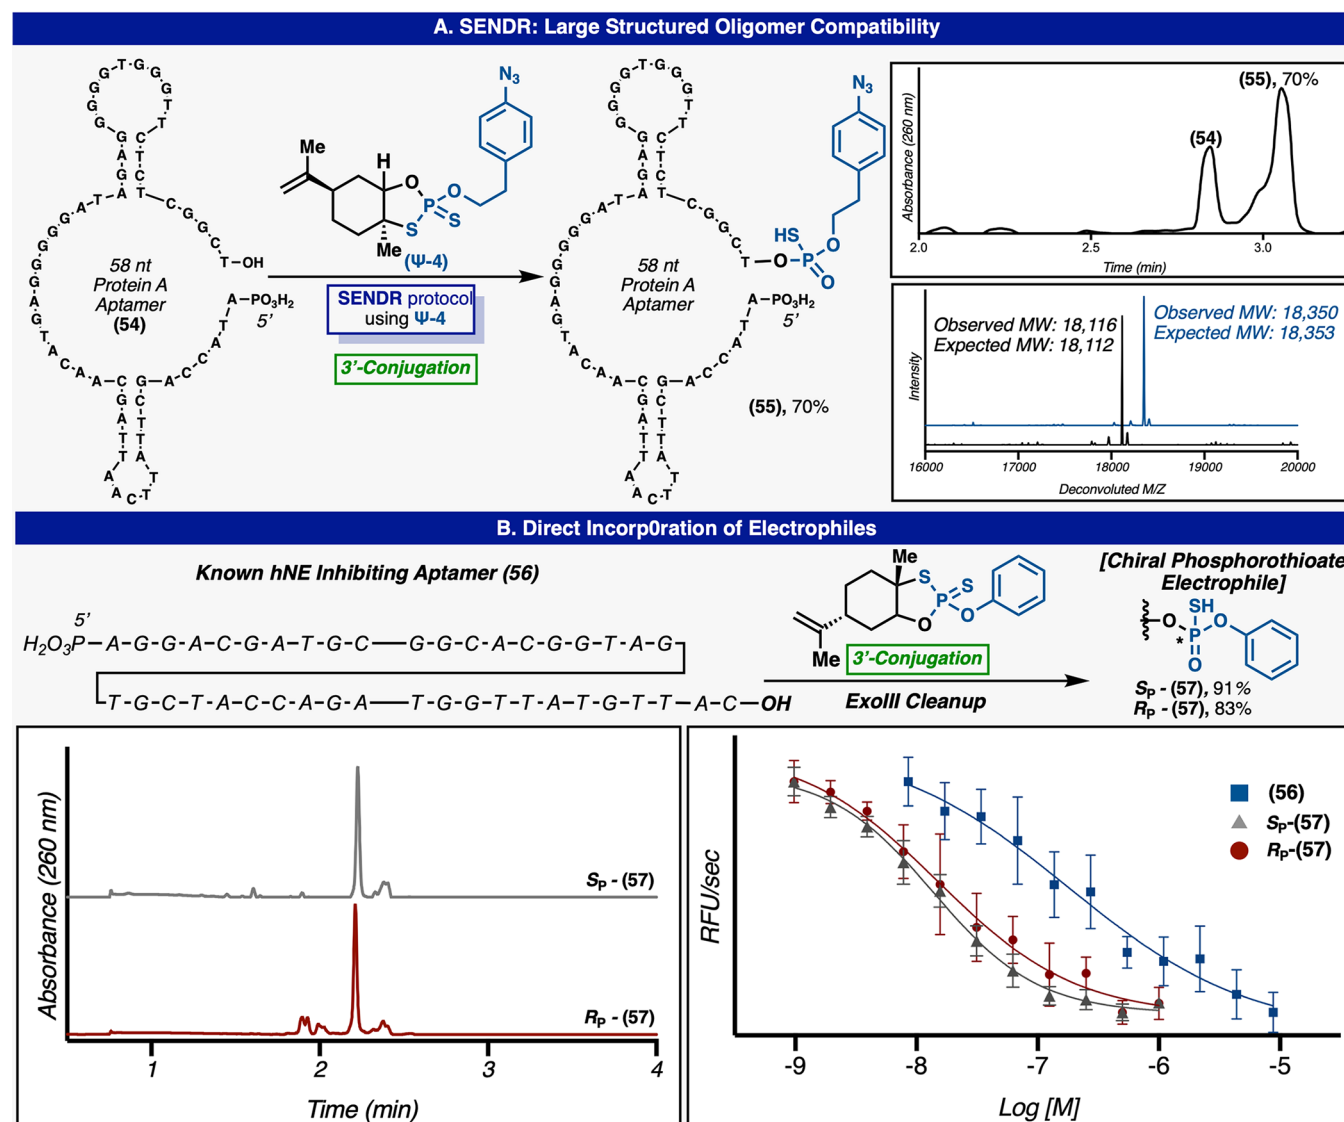 A. SENDR: Large Structured Oligomer Compatibility
58 nt
Protein A
Aptamer
(54)
T–OH
A–PO₃H₂
5’
N₃
Me
H
O
O
P
S
S
Me
(Ψ-4)
SENDR protocol
using Ψ-4
3’-Conjugation
58 nt
Protein A
Aptamer
N₃
HS
O
T–O–P
O
A–PO₃H₂
5’
(55), 70%
Absorbance (260 nm)
(54)
(55), 70%
2.0 2.5 3.0
Time (min)
Intensity
Observed MW: 18,116
Expected MW: 18,112
Observed MW: 18,350
Expected MW: 18,353
16000 17000 18000 19000 20000
Deconvoluted M/Z
B. Direct Incorp0ration of Electrophiles
Known hNE Inhibiting Aptamer (56)
5’
H₂O₃P–A-G-G-A-C-G-A-T-G-C—G-G-C-A-C-G-G-T-A-G
T-G-C-T-A-C-C-A-G-A—T-G-G-T-T-A-T-G-T-T-A-C–OH
Me
S
S
P
O
O
Me
3’-Conjugation
ExoIII Cleanup
[Chiral Phosphorothioate
Electrophile]
SH
O
P
O
*
O
Sₚ - (57), 91%
Rₚ - (57), 83%
Absorbance (260 nm)
Sₚ - (57)
Rₚ - (57)
1 2 3 4
Time (min)
RFU/sec
(56)
Sₚ-(57)
Rₚ-(57)
-9 -8 -7 -6 -5
Log [M]